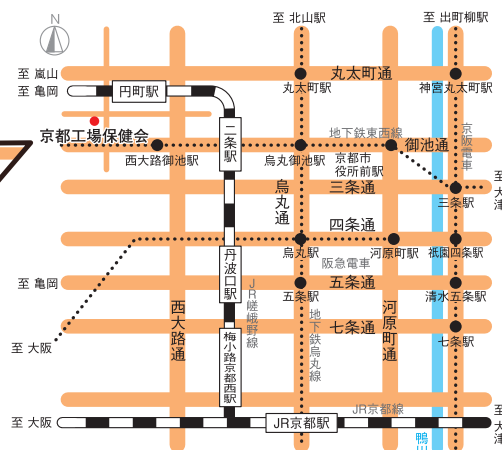 N
至 北山駅
至 出町柳駅
至 嵐山
丸太町通
至 亀岡
円町駅
丸太町駅
神宮丸太町駅
京都工場保健会
二条駅
地下鉄東西線
御池通
京阪電車
西大路御池駅
烏丸御池駅
京都市
役所前駅
至 大津
烏丸通
三条通
三条駅
四条通
烏丸駅
河原町駅
祇園四条駅
丹波口駅
阪急電車
至 亀岡
JR嵯峨野線
五条駅
五条通
清水五条駅
西大路通
地下鉄烏丸線
七条通
河原町通
七条駅
至 大阪
梅小路京都西駅
JR京都線
至 大阪
JR京都駅
至 大津
鴨川